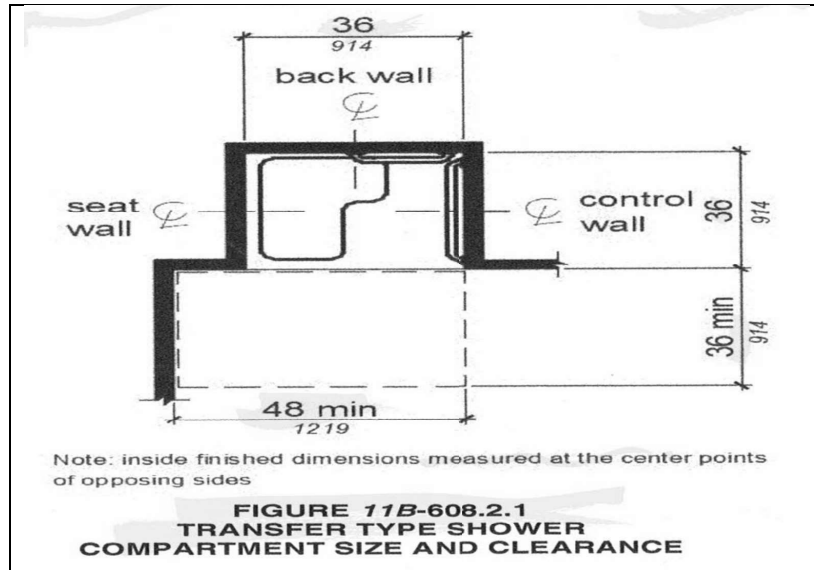 36
914
back wall
℄
seat
wall
℄
℄
control
wall
36
914
36 min
914
48 min
1219
Note: inside finished dimensions measured at the center points
of opposing sides
FIGURE 11B-608.2.1
TRANSFER TYPE SHOWER
COMPARTMENT SIZE AND CLEARANCE